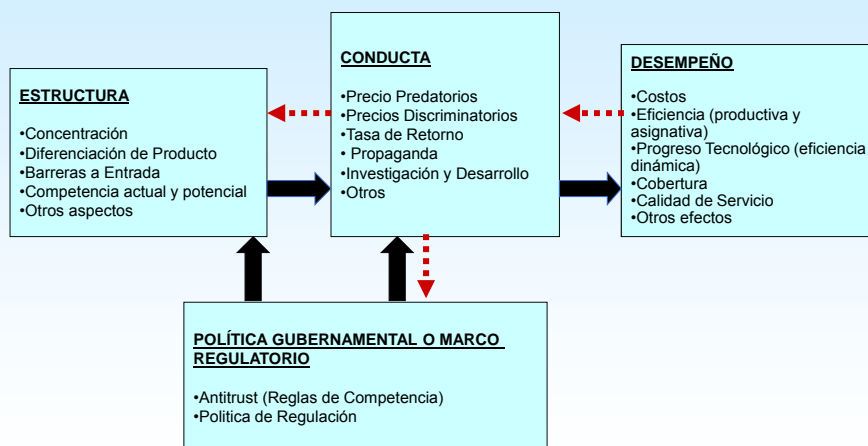 ESTRUCTURA
•Concentración
•Diferenciación de Producto
•Barreras a Entrada
•Competencia actual y potencial
•Otros aspectos
CONDUCTA
•Precio Predatorios
•Precios Discriminatorios
•Tasa de Retorno
• Propaganda
•Investigación y Desarrollo
•Otros
DESEMPEÑO
•Costos
•Eficiencia (productiva y
asignativa)
•Progreso Tecnológico (eficiencia
dinámica)
•Cobertura
•Calidad de Servicio
•Otros efectos
POLÍTICA GUBERNAMENTAL O MARCO
REGULATORIO
•Antitrust (Reglas de Competencia)
•Politica de Regulación